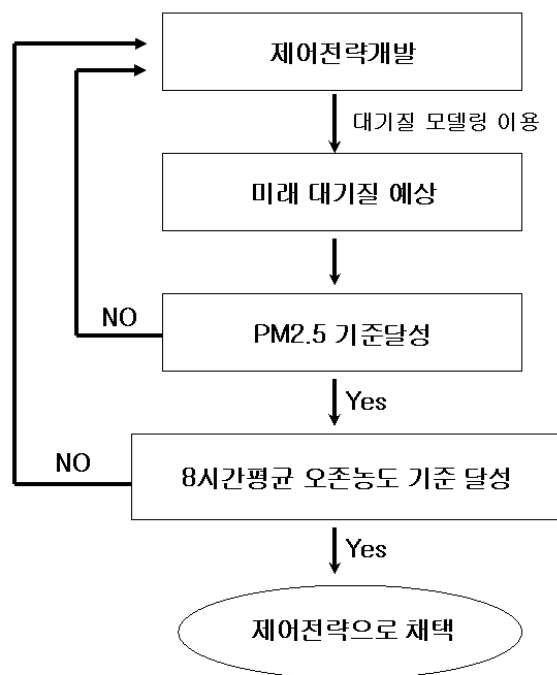 제어전략개발
대기질 모델링 이용
미래 대기질 예상
NO
PM2.5 기준달성
Yes
NO
8시간평균 오존농도 기준 달성
Yes
제어전략으로 채택